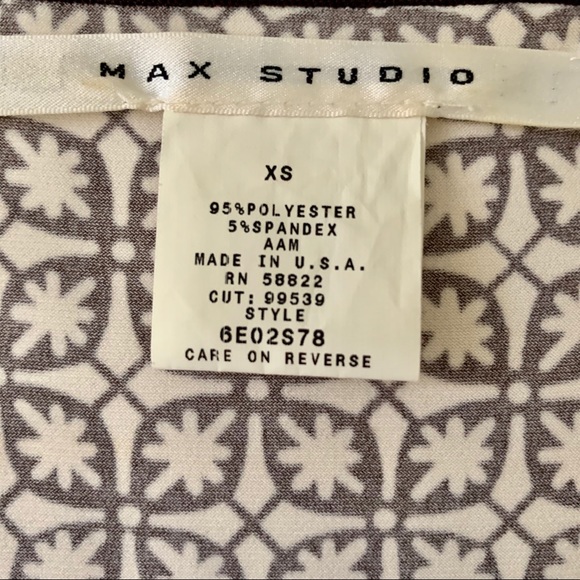 MAX STUDIO
XS
95%POLYESTER
5%SPANDEX
AAM
MADE IN U.S.A.
RN 58822
CUT: 99539
STYLE
6E02S78
CARE ON REVERSE